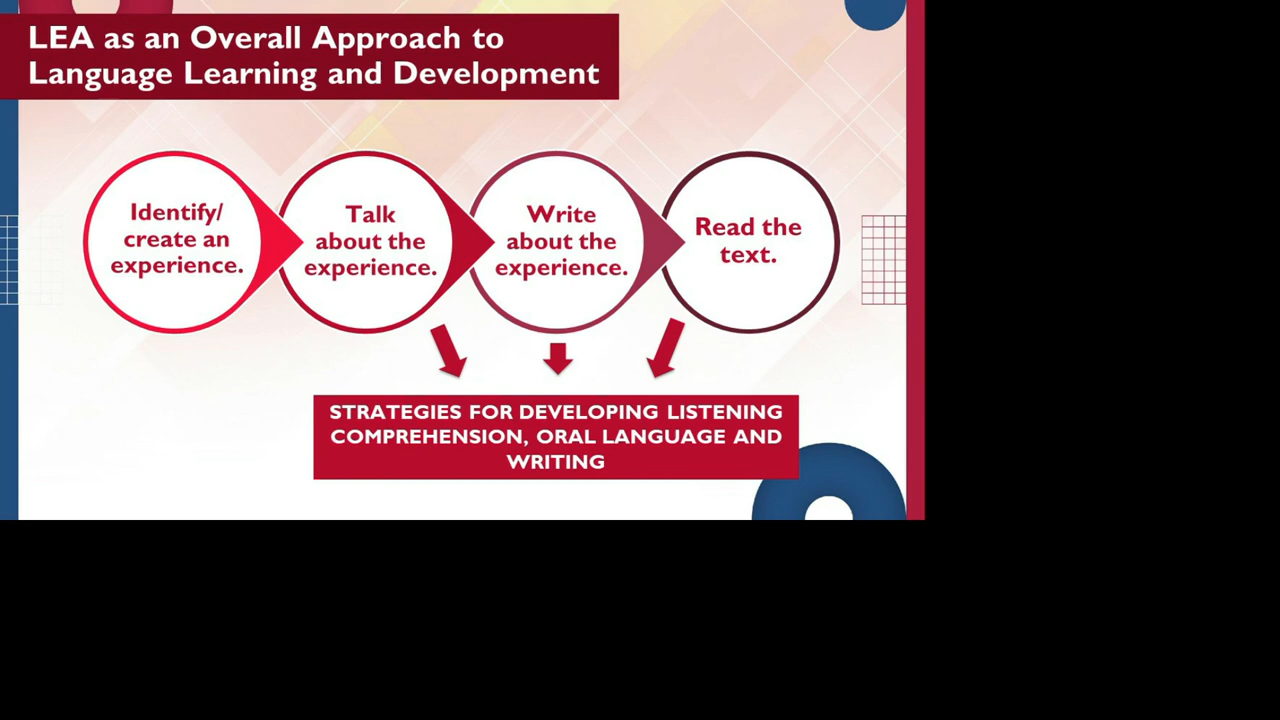 LEA as an Overall Approach to
Language Learning and Development
Identify/
create an
experience.
Talk
about the
experience.
Write
about the
experience.
Read the
text.
STRATEGIES FOR DEVELOPING LISTENING
COMPREHENSION, ORAL LANGUAGE AND
WRITING